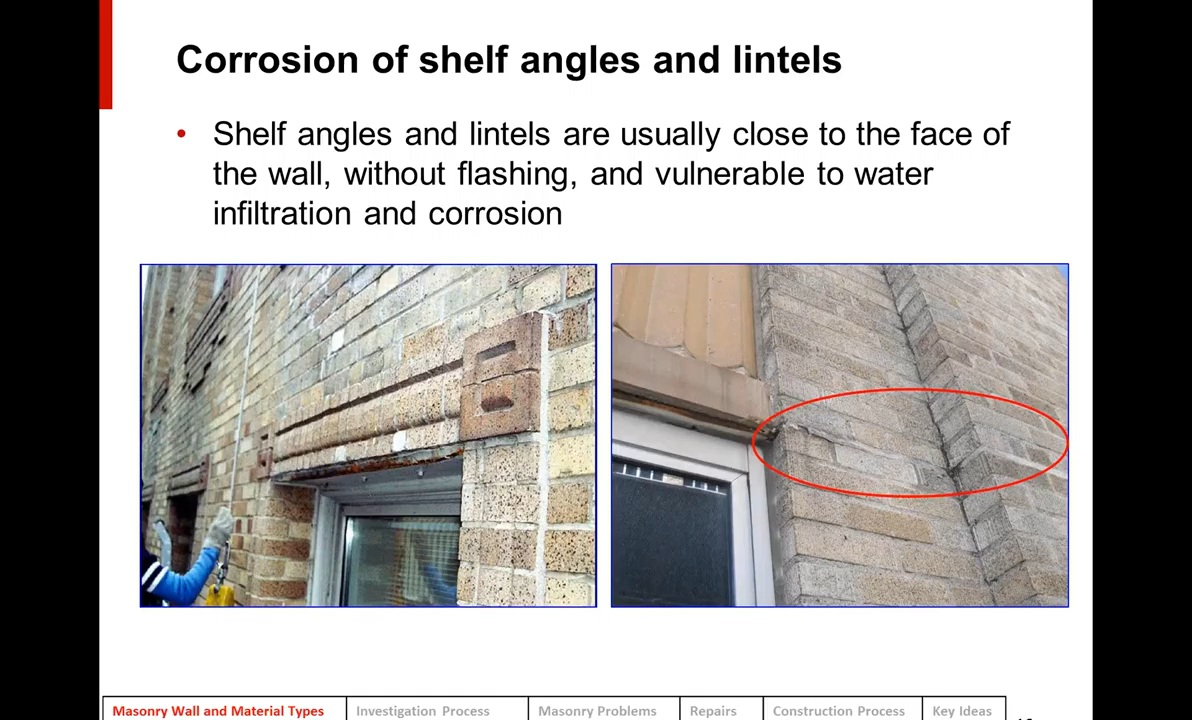 Corrosion of shelf angles and lintels
• Shelf angles and lintels are usually close to the face of
the wall, without flashing, and vulnerable to water
infiltration and corrosion
Masonry Wall and Material Types
Investigation Process
Masonry Problems
Repairs
Construction Process
Key Ideas